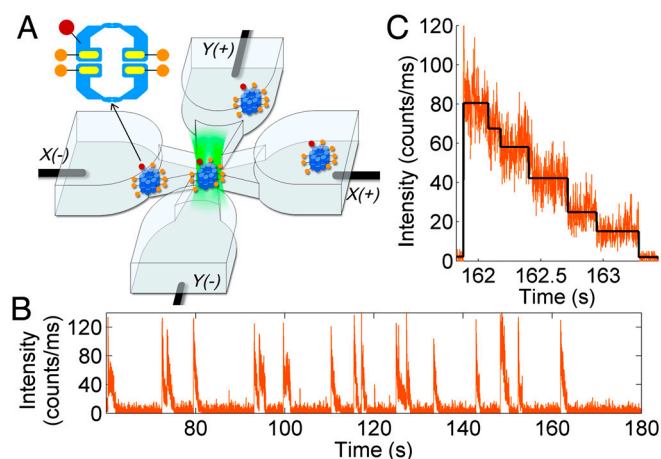 A
Y(+)
X(-)
X(+)
Y(-)
C
Intensity (counts/ms)
120
100
80
60
40
20
0
162 162.5 163
Time (s)
B
Intensity
(counts/ms)
120
80
40
0
80 100 120 140 160 180
Time (s)